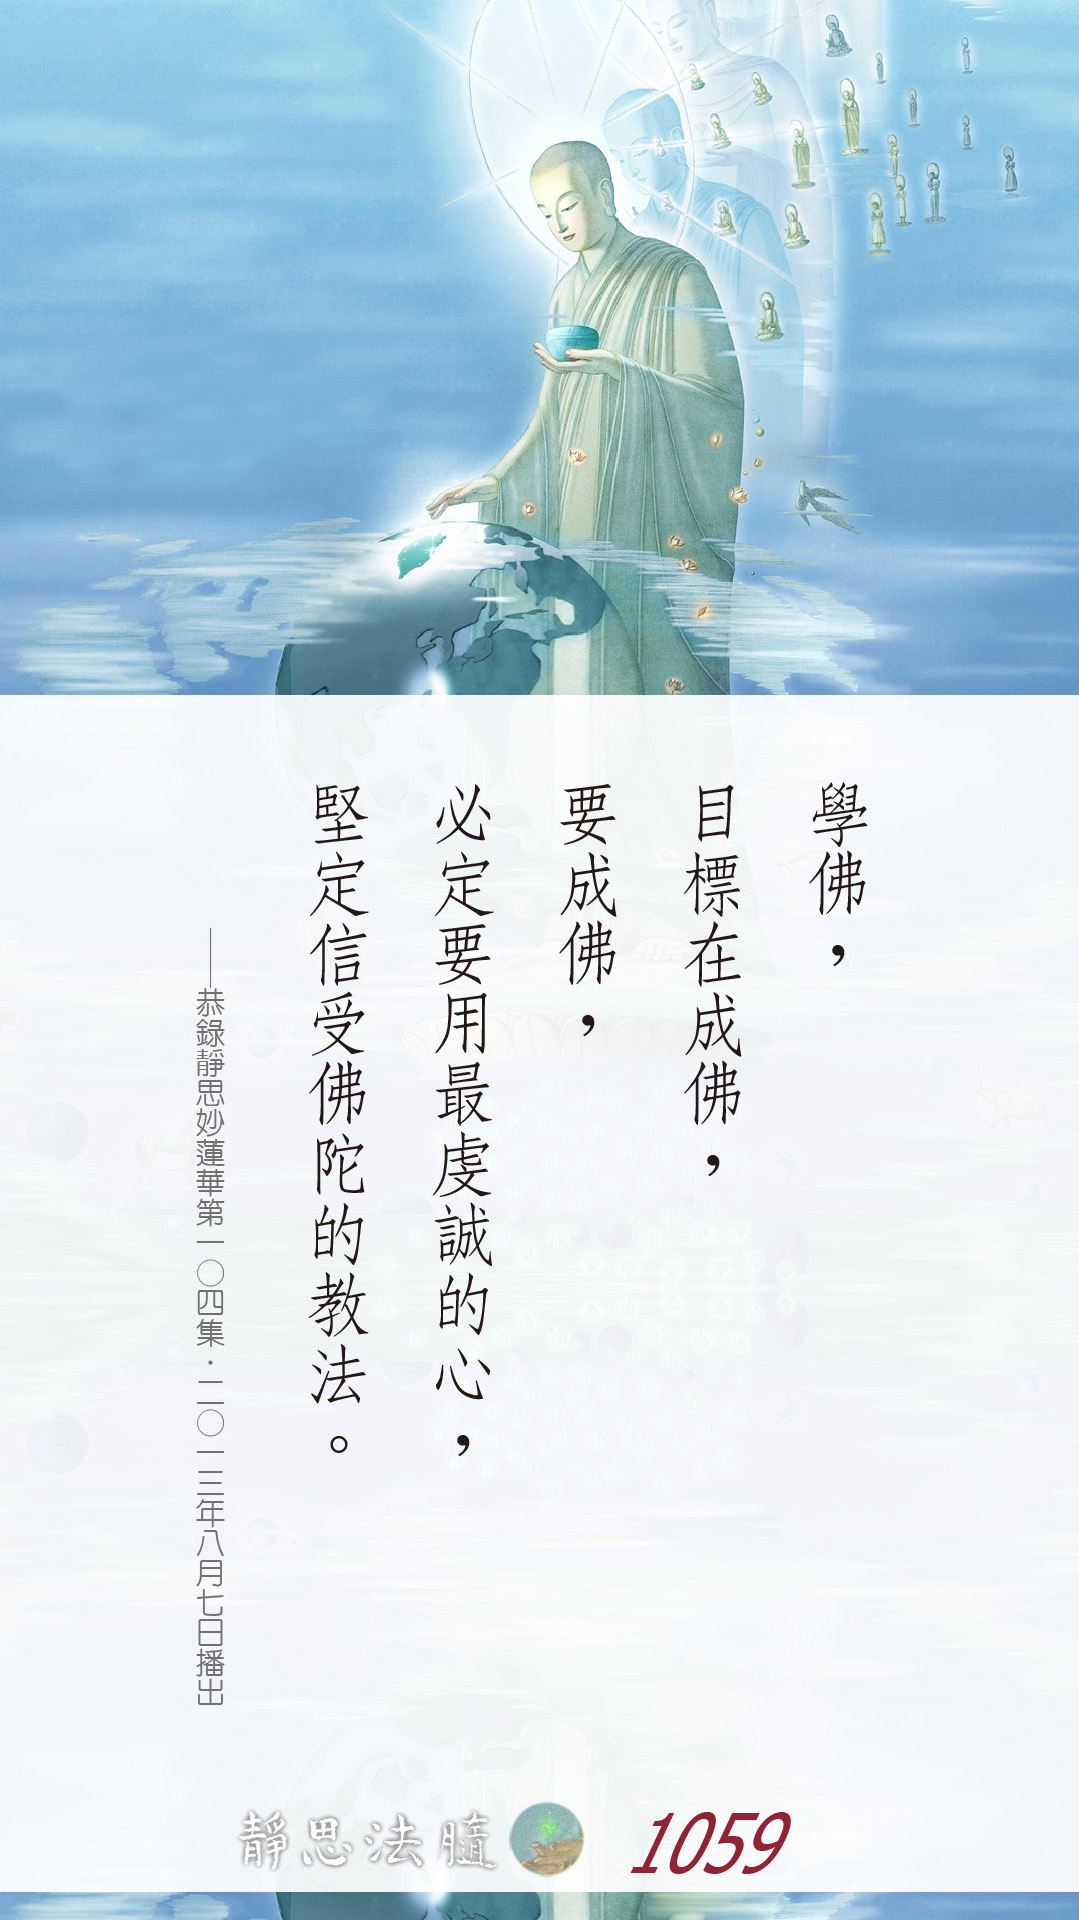 學佛，
目標在成佛，
要成佛，
必定要用最虔誠的心，
堅定信受佛陀的教法。
——恭錄靜思妙蓮華第一〇四集．二〇一三年八月七日播出
靜思法髓
1059